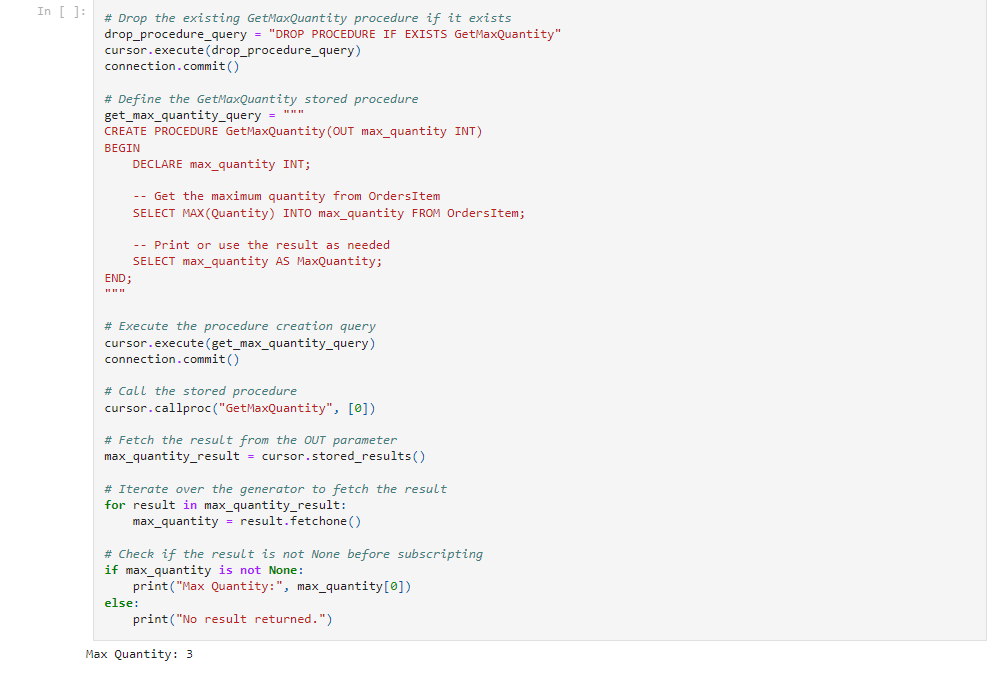 In [ ]:
# Drop the existing GetMaxQuantity procedure if it exists
drop_procedure_query = "DROP PROCEDURE IF EXISTS GetMaxQuantity"
cursor.execute(drop_procedure_query)
connection.commit()

# Define the GetMaxQuantity stored procedure
get_max_quantity_query = """
CREATE PROCEDURE GetMaxQuantity(OUT max_quantity INT)
BEGIN
    DECLARE max_quantity INT;

    -- Get the maximum quantity from OrdersItem
    SELECT MAX(Quantity) INTO max_quantity FROM OrdersItem;

    -- Print or use the result as needed
    SELECT max_quantity AS MaxQuantity;
END;
"""

# Execute the procedure creation query
cursor.execute(get_max_quantity_query)
connection.commit()

# Call the stored procedure
cursor.callproc("GetMaxQuantity", [0])

# Fetch the result from the OUT parameter
max_quantity_result = cursor.stored_results()

# Iterate over the generator to fetch the result
for result in max_quantity_result:
    max_quantity = result.fetchone()

# Check if the result is not None before subscripting
if max_quantity is not None:
    print("Max Quantity:", max_quantity[0])
else:
    print("No result returned.")
Max Quantity: 3